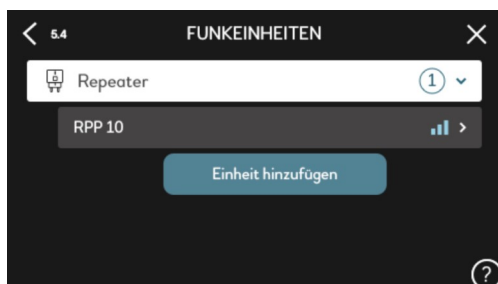 5.4 FUNKEINHEITEN
Repeater 1
RPP 10
Einheit hinzufügen
?